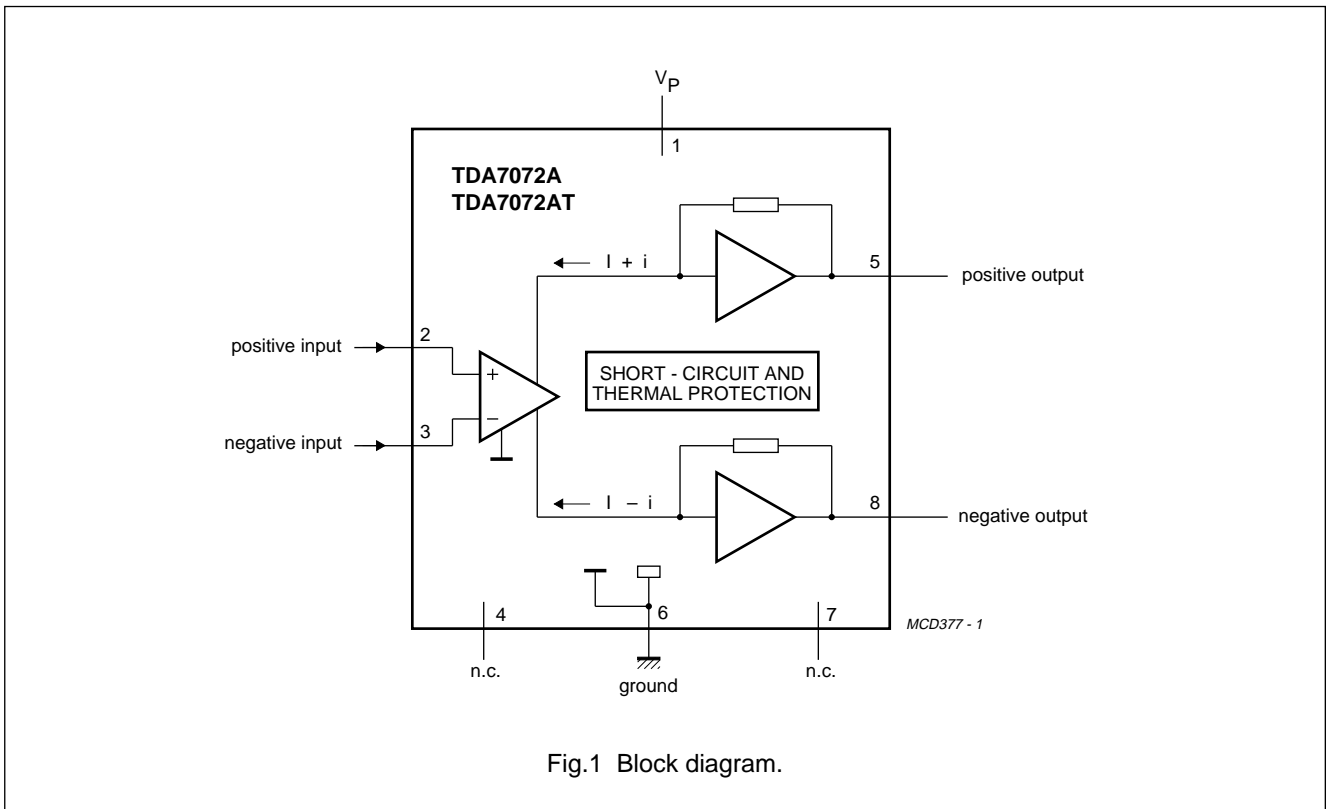 V P
1
TDA7072A
TDA7072AT
I + i
5
positive output
2
positive input
+
SHORT - CIRCUIT AND
THERMAL PROTECTION
−
3
negative input
I − i
8
negative output
4
6
7
MCD377 - 1
n.c.
ground
n.c.
Fig.1 Block diagram.